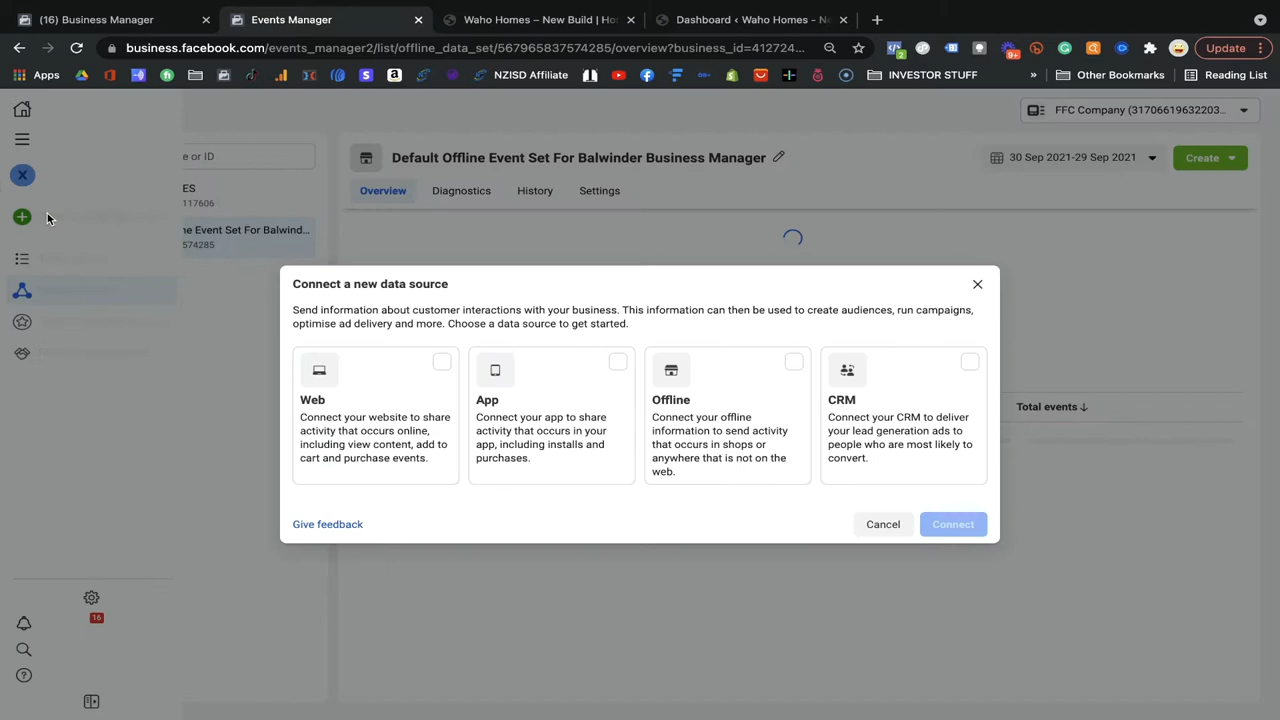 (16) Business Manager
Events Manager
Waho Homes – New Build | Ho
Dashboard ‹ Waho Homes - Ne
business.facebook.com/events_manager2/list/offline_data_set/567965837574285/overview?business_id=412724...
2
9+
Update
Apps
NZISD Affiliate
INVESTOR STUFF
»
Other Bookmarks
Reading List
FFC Company (31706619632203...
X
e or ID
ES
117606
ne Event Set For Balwind...
574285
Default Offline Event Set For Balwinder Business Manager
30 Sep 2021-29 Sep 2021
Create
Overview
Diagnostics
History
Settings
Connect a new data source
Send information about customer interactions with your business. This information can then be used to create audiences, run campaigns,
optimise ad delivery and more. Choose a data source to get started.
Web
Connect your website to share
activity that occurs online,
including view content, add to
cart and purchase events.
App
Connect your app to share
activity that occurs in your
app, including installs and
purchases.
Offline
Connect your offline
information to send activity
that occurs in shops or
anywhere that is not on the
web.
CRM
Connect your CRM to deliver
your lead generation ads to
people who are most likely to
convert.
Total events
Give feedback
Cancel
Connect
16